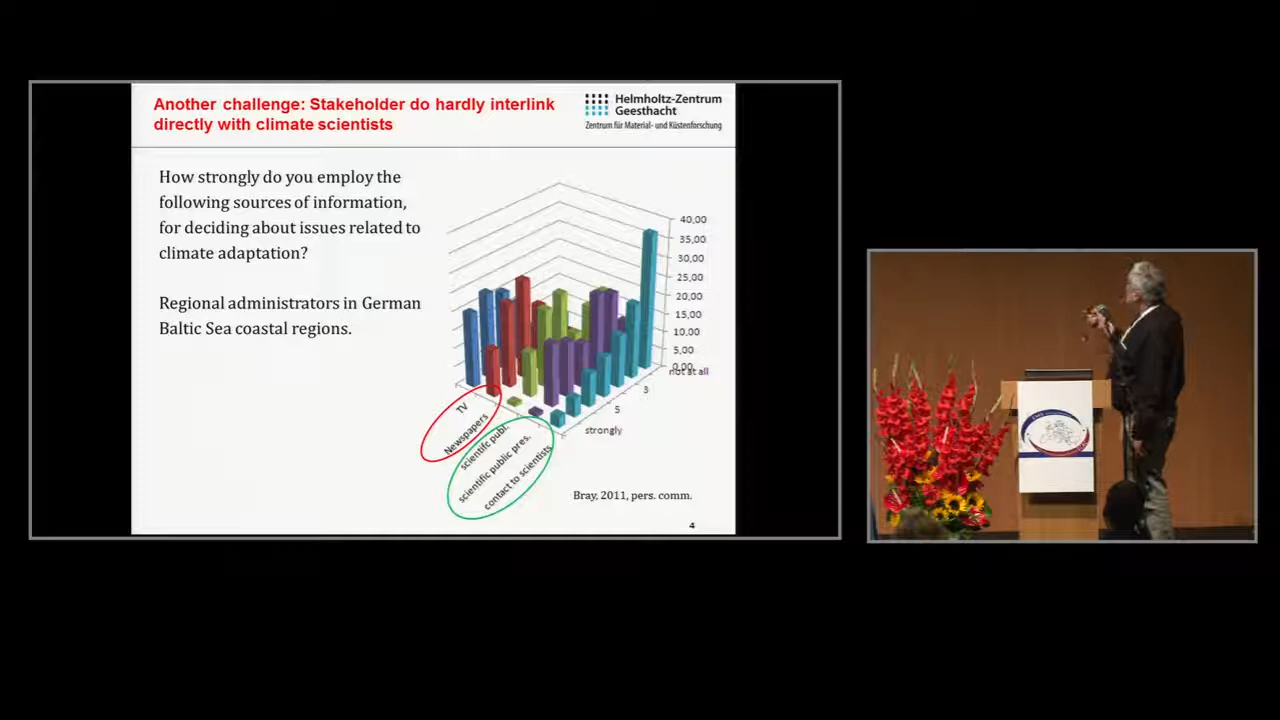 Another challenge: Stakeholder do hardly interlink
directly with climate scientists
Helmholtz-Zentrum
Geesthacht
Zentrum für Material- und Küstenforschung
How strongly do you employ the
following sources of information,
for deciding about issues related to
climate adaptation?
Regional administrators in German
Baltic Sea coastal regions.
40,00
35,00
30,00
25,00
20,00
15,00
10,00
5,00
0,00
not at all
3
5
strongly
TV
Newspapers
scientifc publ.
scientific public pres.
contact to scientists
Bray, 2011, pers. comm.
4